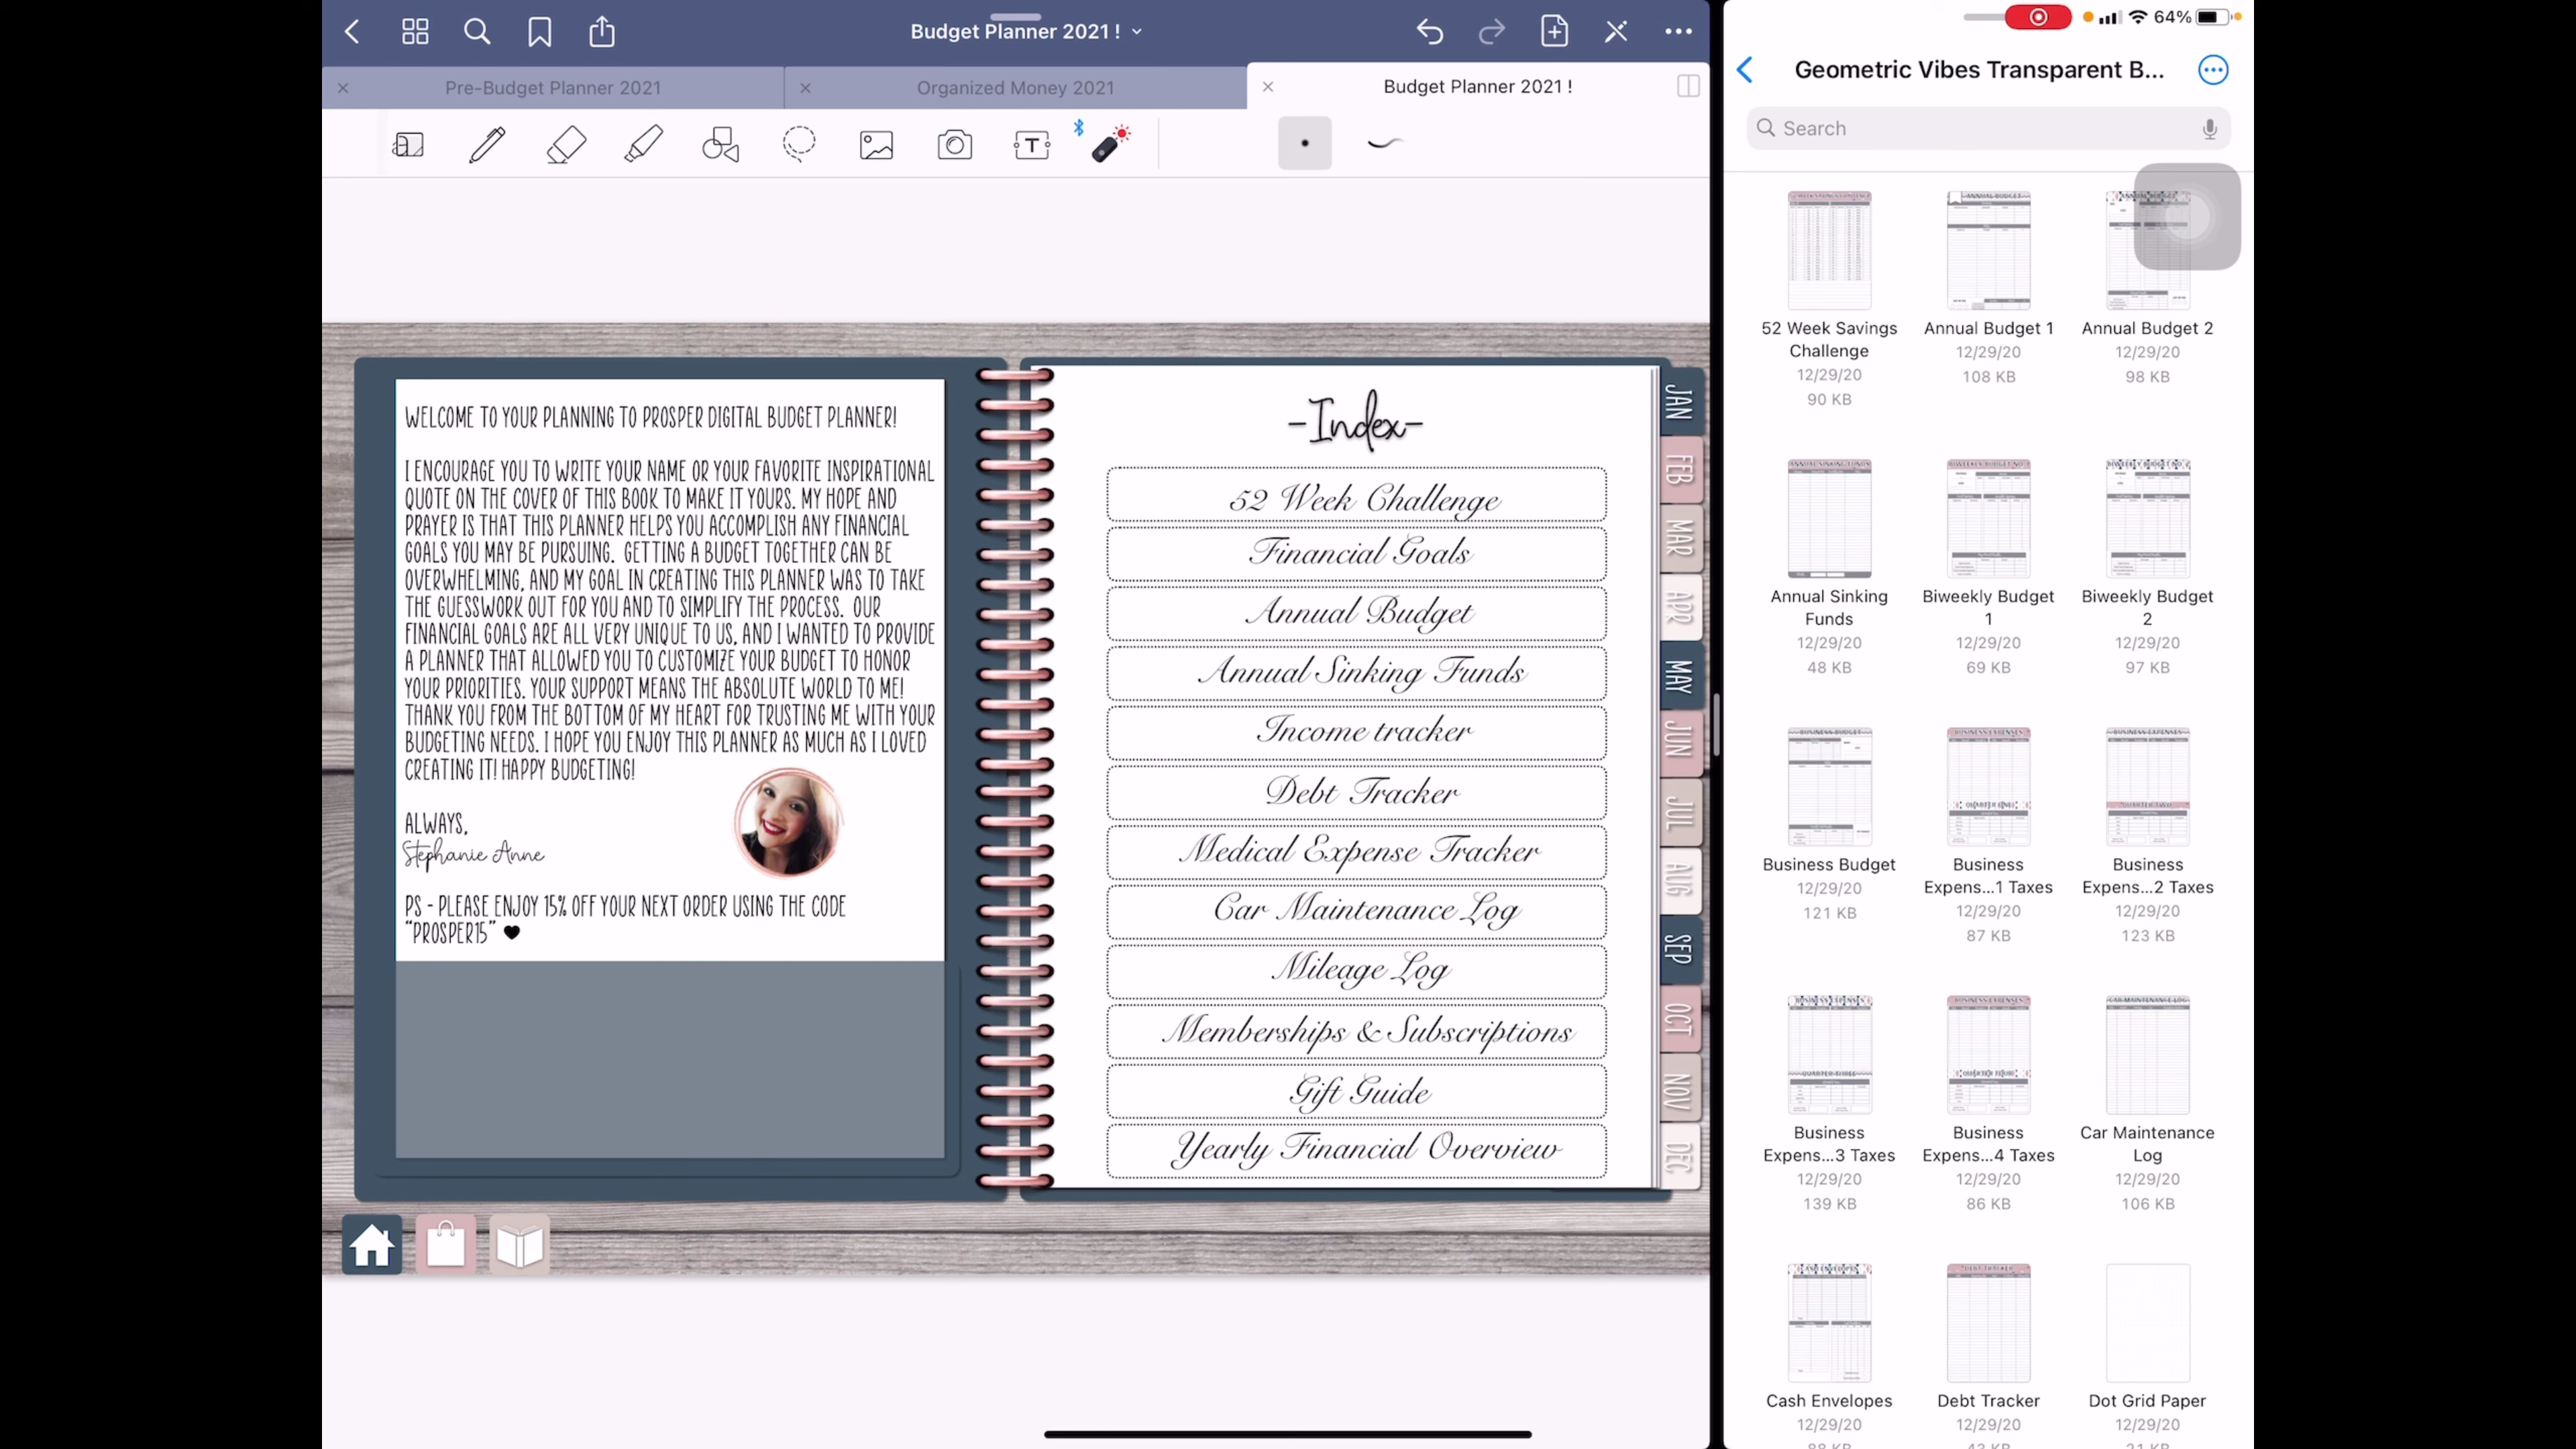 Budget Planner 2021 !
Pre-Budget Planner 2021
Organized Money 2021
Budget Planner 2021 !
T
WELCOME TO YOUR PLANNING TO PROSPER DIGITAL BUDGET PLANNER!
I ENCOURAGE YOU TO WRITE YOUR NAME OR YOUR FAVORITE INSPIRATIONAL
QUOTE ON THE COVER OF THIS BOOK TO MAKE IT YOURS. MY HOPE AND
PRAYER IS THAT THIS PLANNER HELPS YOU ACCOMPLISH ANY FINANCIAL
GOALS YOU MAY BE PURSUING. GETTING A BUDGET TOGETHER CAN BE
OVERWHELMING, AND MY GOAL IN CREATING THIS PLANNER WAS TO TAKE
THE GUESSWORK OUT FOR YOU AND TO SIMPLIFY THE PROCESS. OUR
FINANCIAL GOALS ARE ALL VERY UNIQUE TO US, AND I WANTED TO PROVIDE
A PLANNER THAT ALLOWED YOU TO CUSTOMIZE YOUR BUDGET TO HONOR
YOUR PRIORITIES. YOUR SUPPORT MEANS THE ABSOLUTE WORLD TO ME!
THANK YOU FROM THE BOTTOM OF MY HEART FOR TRUSTING ME WITH YOUR
BUDGETING NEEDS. I HOPE YOU ENJOY THIS PLANNER AS MUCH AS I LOVED
CREATING IT! HAPPY BUDGETING!
ALWAYS,
Stephanie Anne
PS - PLEASE ENJOY 15% OFF YOUR NEXT ORDER USING THE CODE
"PROSPER15" ♥
-Index-
52 Week Challenge
Financial Goals
Annual Budget
Annual Sinking Funds
Income tracker
Debt Tracker
Medical Expense Tracker
Car Maintenance Log
Mileage Log
Memberships & Subscriptions
Gift Guide
Yearly Financial Overview
JAN
FEB
MAR
APR
MAY
JUN
JUL
AUG
SEP
OCT
NOV
DEC
64%
Geometric Vibes Transparent B...
Search
52 Week Savings
Challenge
12/29/20
90 KB
Annual Budget 1
12/29/20
108 KB
Annual Budget 2
12/29/20
98 KB
Annual Sinking
Funds
12/29/20
48 KB
Biweekly Budget
1
12/29/20
69 KB
Biweekly Budget
2
12/29/20
97 KB
Business Budget
12/29/20
121 KB
Business
Expens...1 Taxes
12/29/20
87 KB
Business
Expens...2 Taxes
12/29/20
123 KB
Business
Expens...3 Taxes
12/29/20
139 KB
Business
Expens...4 Taxes
12/29/20
86 KB
Car Maintenance
Log
12/29/20
106 KB
Cash Envelopes
12/29/20
Debt Tracker
12/29/20
Dot Grid Paper
12/29/20